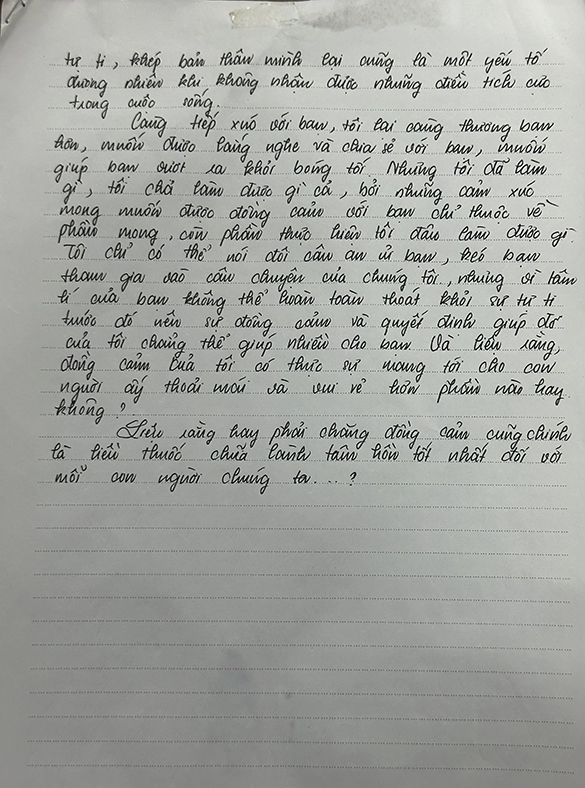 tự ti, khép bản thân mình lại cũng là một yếu tố
đương nhiên khi không nhận được những điều tích cực
trong cuộc sống.
Càng tiếp xúc với bạn, tôi lại càng thương bạn
hơn, muốn được lắng nghe và chia sẻ với bạn, muốn
giúp bạn vượt ra khỏi bóng tối. Nhưng tôi đã làm
gì, tôi chả làm được gì cả, bởi những cảm xúc
mong muốn được đồng cảm với bạn chỉ thuộc về
phần mong, còn phần thực hiện tôi đâu làm được gì.
Tôi chỉ có thể nói đôi câu an ủi bạn, kéo bạn
tham gia vào câu chuyện của chúng tôi, nhưng vì tâm
lí của bạn không thể hoàn toàn thoát khỏi sự tự ti
trước đó nên sự đồng cảm và quyết định giúp đỡ
của tôi chẳng thể giúp nhiều cho bạn. Và liệu rằng,
đồng cảm của tôi có thực sự mang tới cho con
người ấy thoải mái và vui vẻ hơn phần nào hay
không?
Liệu rằng hay phải chăng đồng cảm cũng chính
là liều thuốc chữa lành tâm hồn tốt nhất đối với
mỗi con người chúng ta...?